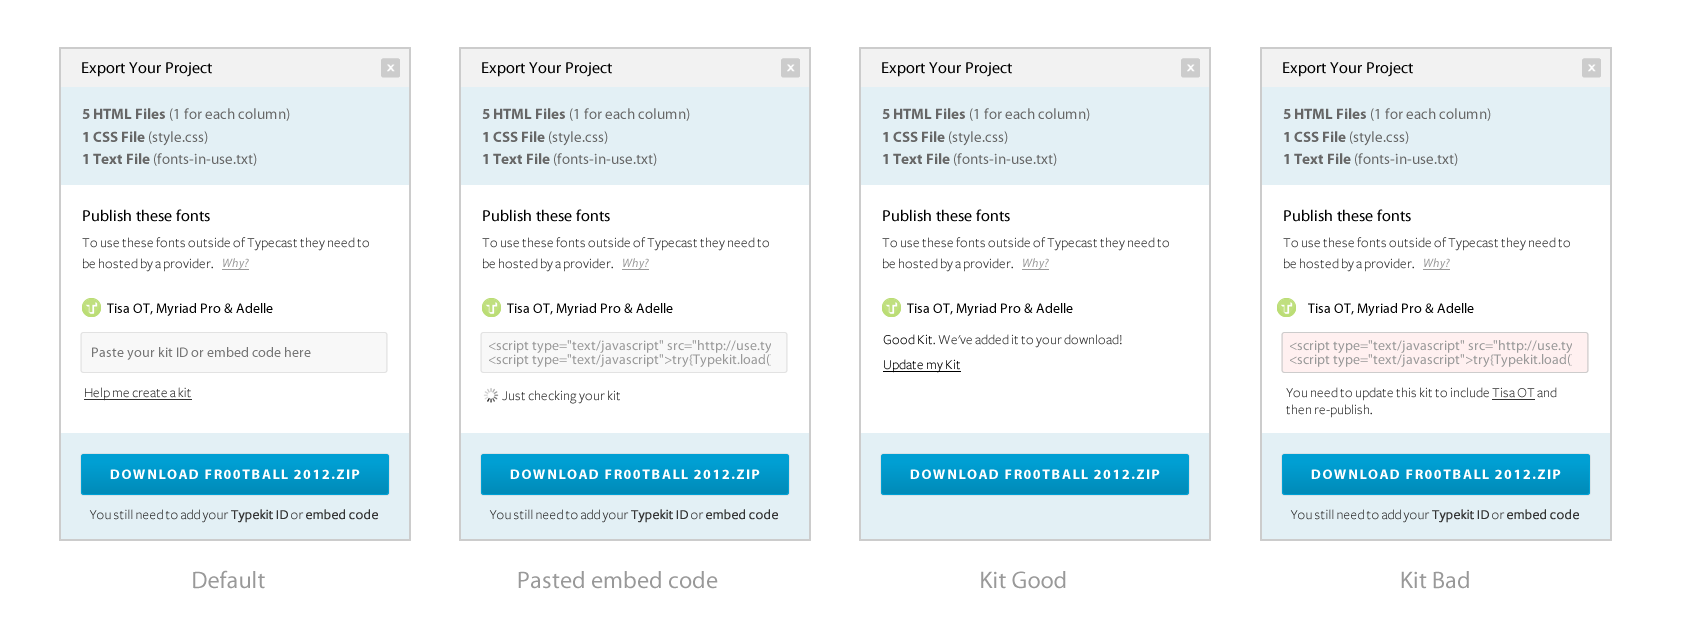 Export Your Project
x
5 HTML Files (1 for each column)
1 CSS File (style.css)
1 Text File (fonts-in-use.txt)
Publish these fonts
To use these fonts outside of Typecast they need to
be hosted by a provider. Why?
Tisa OT, Myriad Pro & Adelle
Paste your kit ID or embed code here
Help me create a kit
DOWNLOAD FR00TBALL 2012.ZIP
You still need to add your Typekit ID or embed code
Default
Export Your Project
x
5 HTML Files (1 for each column)
1 CSS File (style.css)
1 Text File (fonts-in-use.txt)
Publish these fonts
To use these fonts outside of Typecast they need to
be hosted by a provider. Why?
Tisa OT, Myriad Pro & Adelle
<script type="text/javascript" src="http://use.ty
<script type="text/javascript">try{Typekit.load(
Just checking your kit
DOWNLOAD FR00TBALL 2012.ZIP
You still need to add your Typekit ID or embed code
Pasted embed code
Export Your Project
x
5 HTML Files (1 for each column)
1 CSS File (style.css)
1 Text File (fonts-in-use.txt)
Publish these fonts
To use these fonts outside of Typecast they need to
be hosted by a provider. Why?
Tisa OT, Myriad Pro & Adelle
Good Kit. We've added it to your download!
Update my Kit
DOWNLOAD FR00TBALL 2012.ZIP
Kit Good
Export Your Project
x
5 HTML Files (1 for each column)
1 CSS File (style.css)
1 Text File (fonts-in-use.txt)
Publish these fonts
To use these fonts outside of Typecast they need to
be hosted by a provider. Why?
Tisa OT, Myriad Pro & Adelle
<script type="text/javascript" src="http://use.ty
<script type="text/javascript">try{Typekit.load(
You need to update this kit to include Tisa OT and
then re-publish.
DOWNLOAD FR00TBALL 2012.ZIP
You still need to add your Typekit ID or embed code
Kit Bad